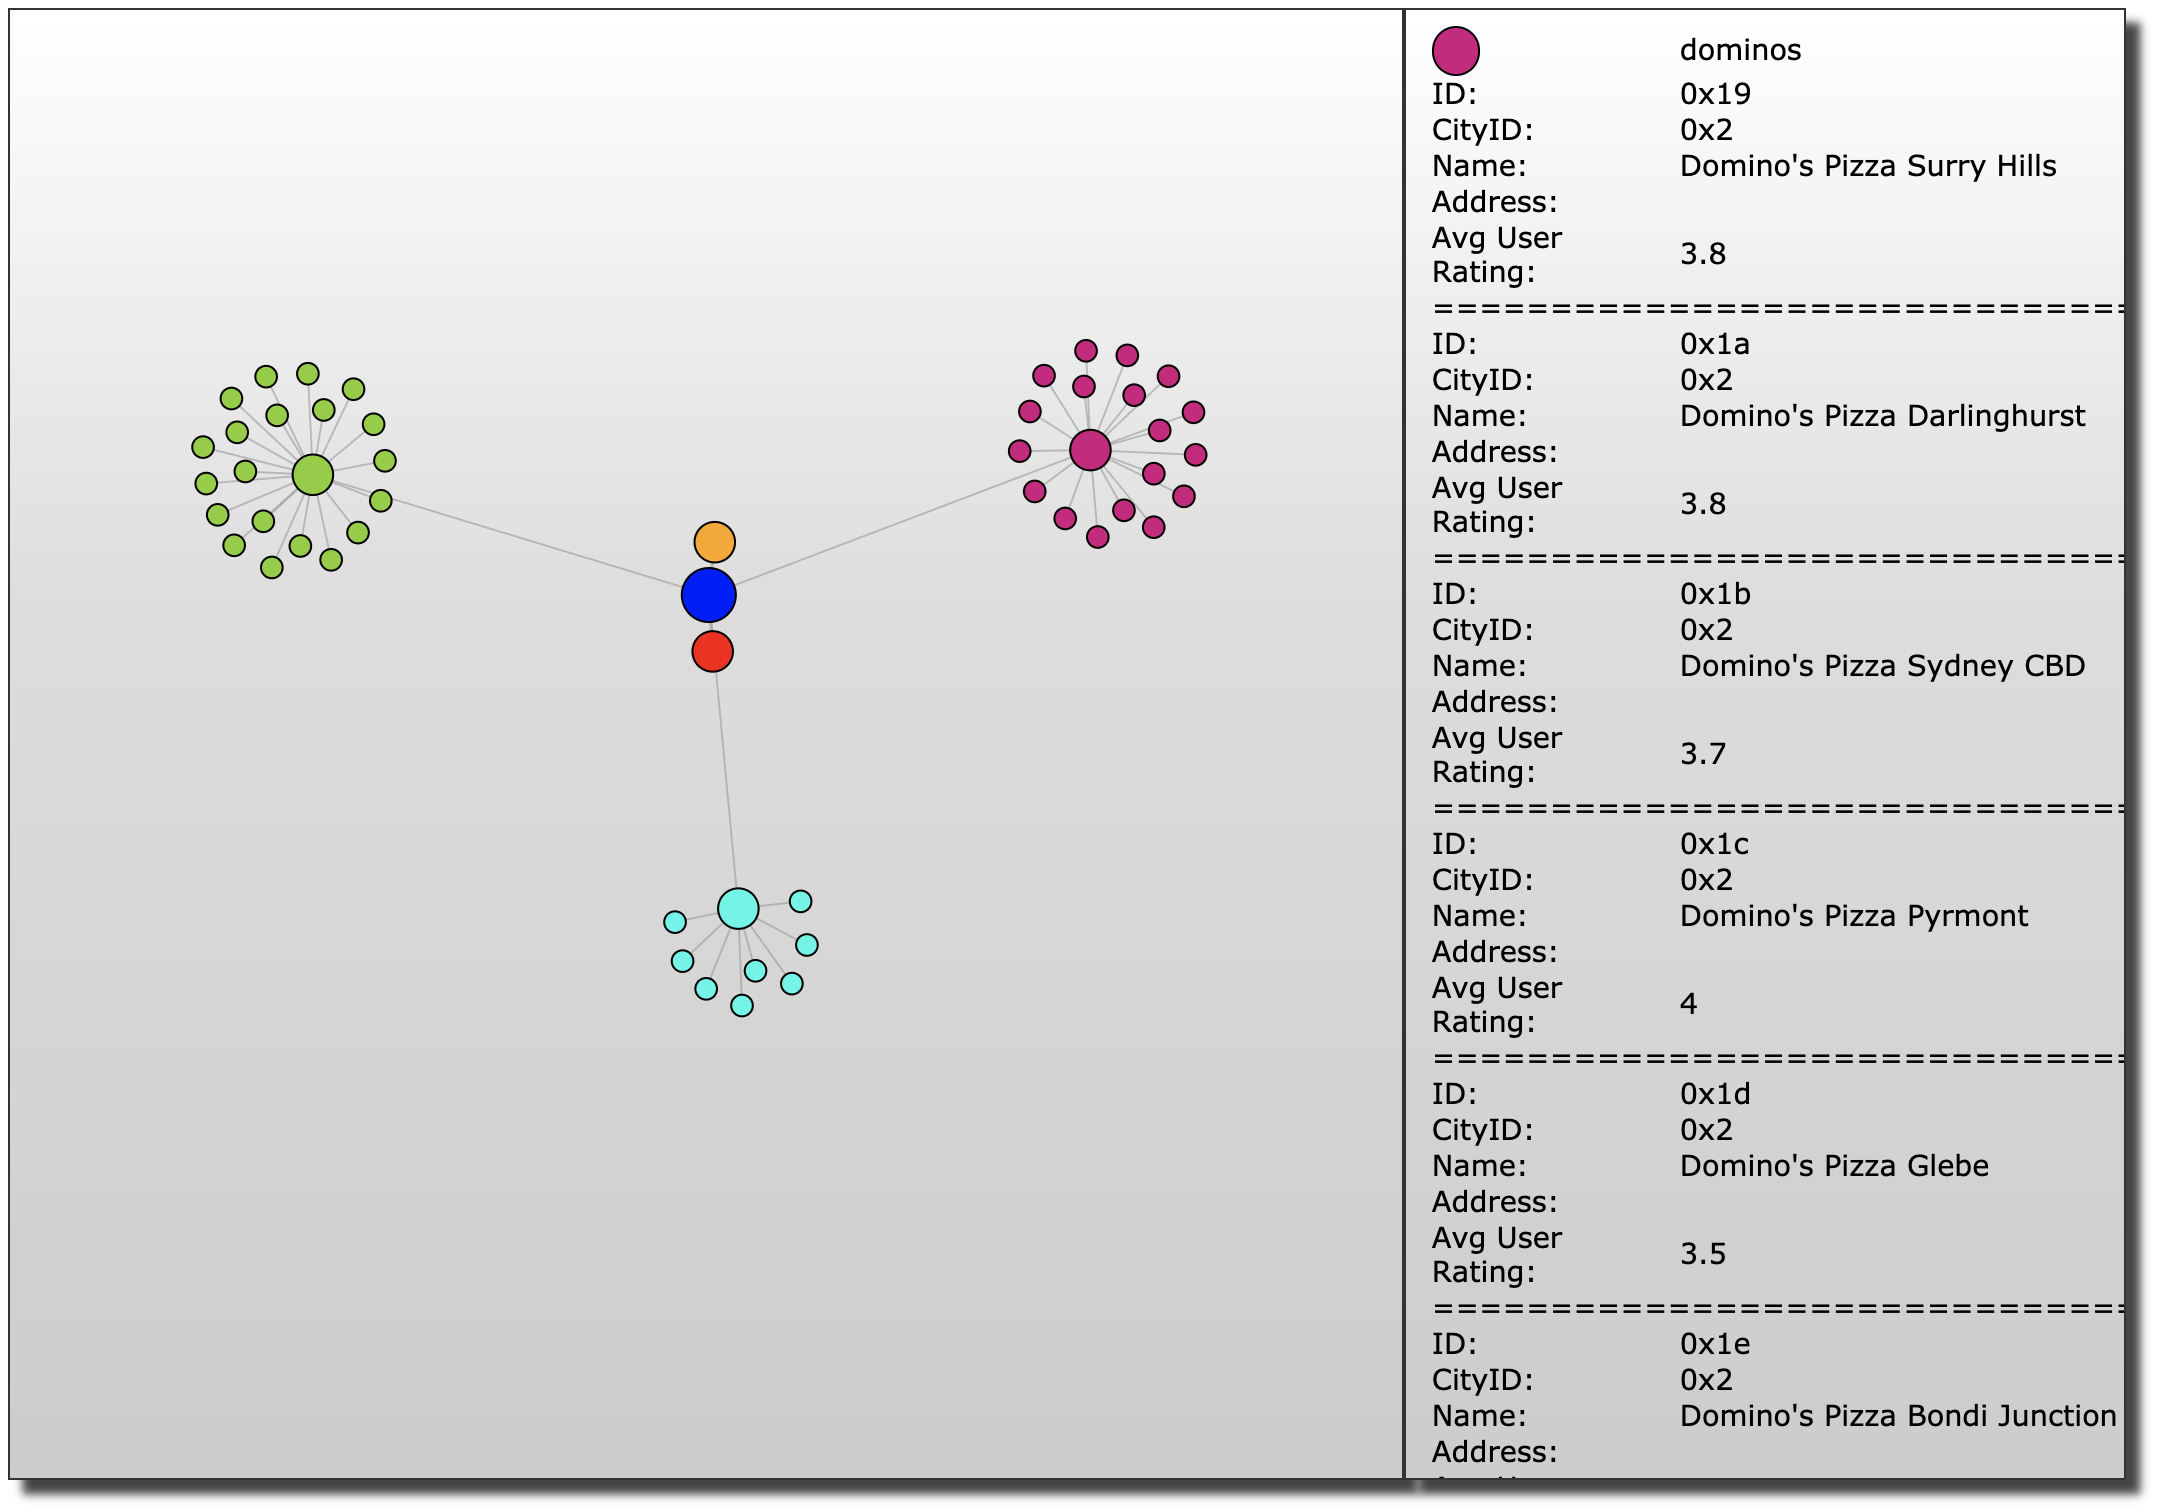 dominos
ID: 0x19
CityID: 0x2
Name: Domino's Pizza Surry Hills
Address:
Avg User
Rating: 3.8
==============================
ID: 0x1a
CityID: 0x2
Name: Domino's Pizza Darlinghurst
Address:
Avg User
Rating: 3.8
==============================
ID: 0x1b
CityID: 0x2
Name: Domino's Pizza Sydney CBD
Address:
Avg User
Rating: 3.7
==============================
ID: 0x1c
CityID: 0x2
Name: Domino's Pizza Pyrmont
Address:
Avg User
Rating: 4
==============================
ID: 0x1d
CityID: 0x2
Name: Domino's Pizza Glebe
Address:
Avg User
Rating: 3.5
==============================
ID: 0x1e
CityID: 0x2
Name: Domino's Pizza Bondi Junction
Address: